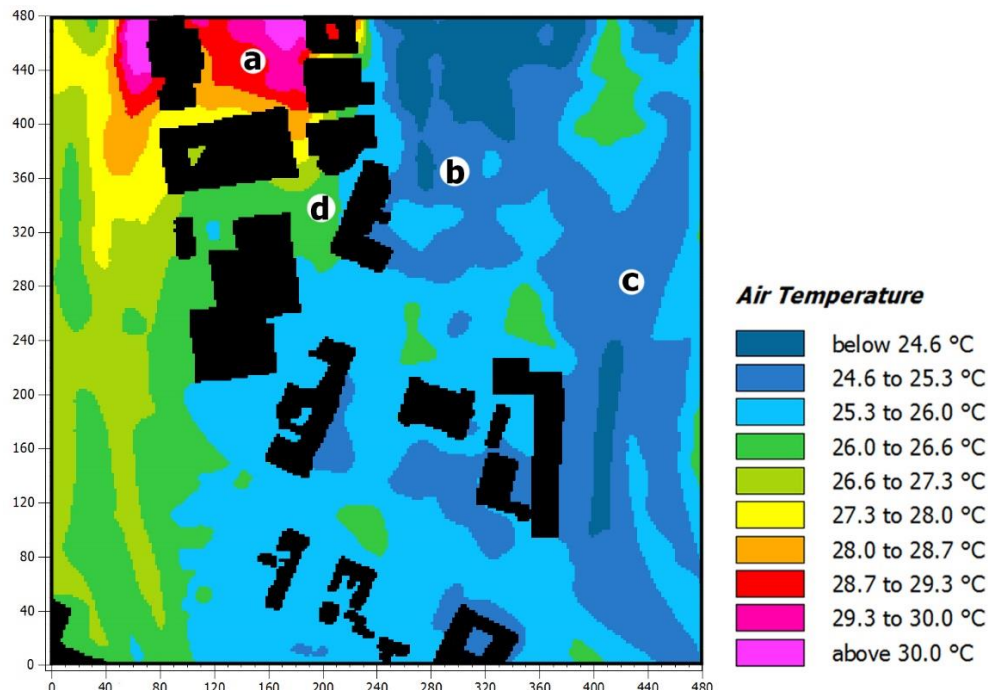 480
440
400
360
320
280
240
200
160
120
80
40
0
0 40 80 120 160 200 240 280 320 360 400 440 480
a
b
d
c
Air Temperature
below 24.6 °C
24.6 to 25.3 °C
25.3 to 26.0 °C
26.0 to 26.6 °C
26.6 to 27.3 °C
27.3 to 28.0 °C
28.0 to 28.7 °C
28.7 to 29.3 °C
29.3 to 30.0 °C
above 30.0 °C